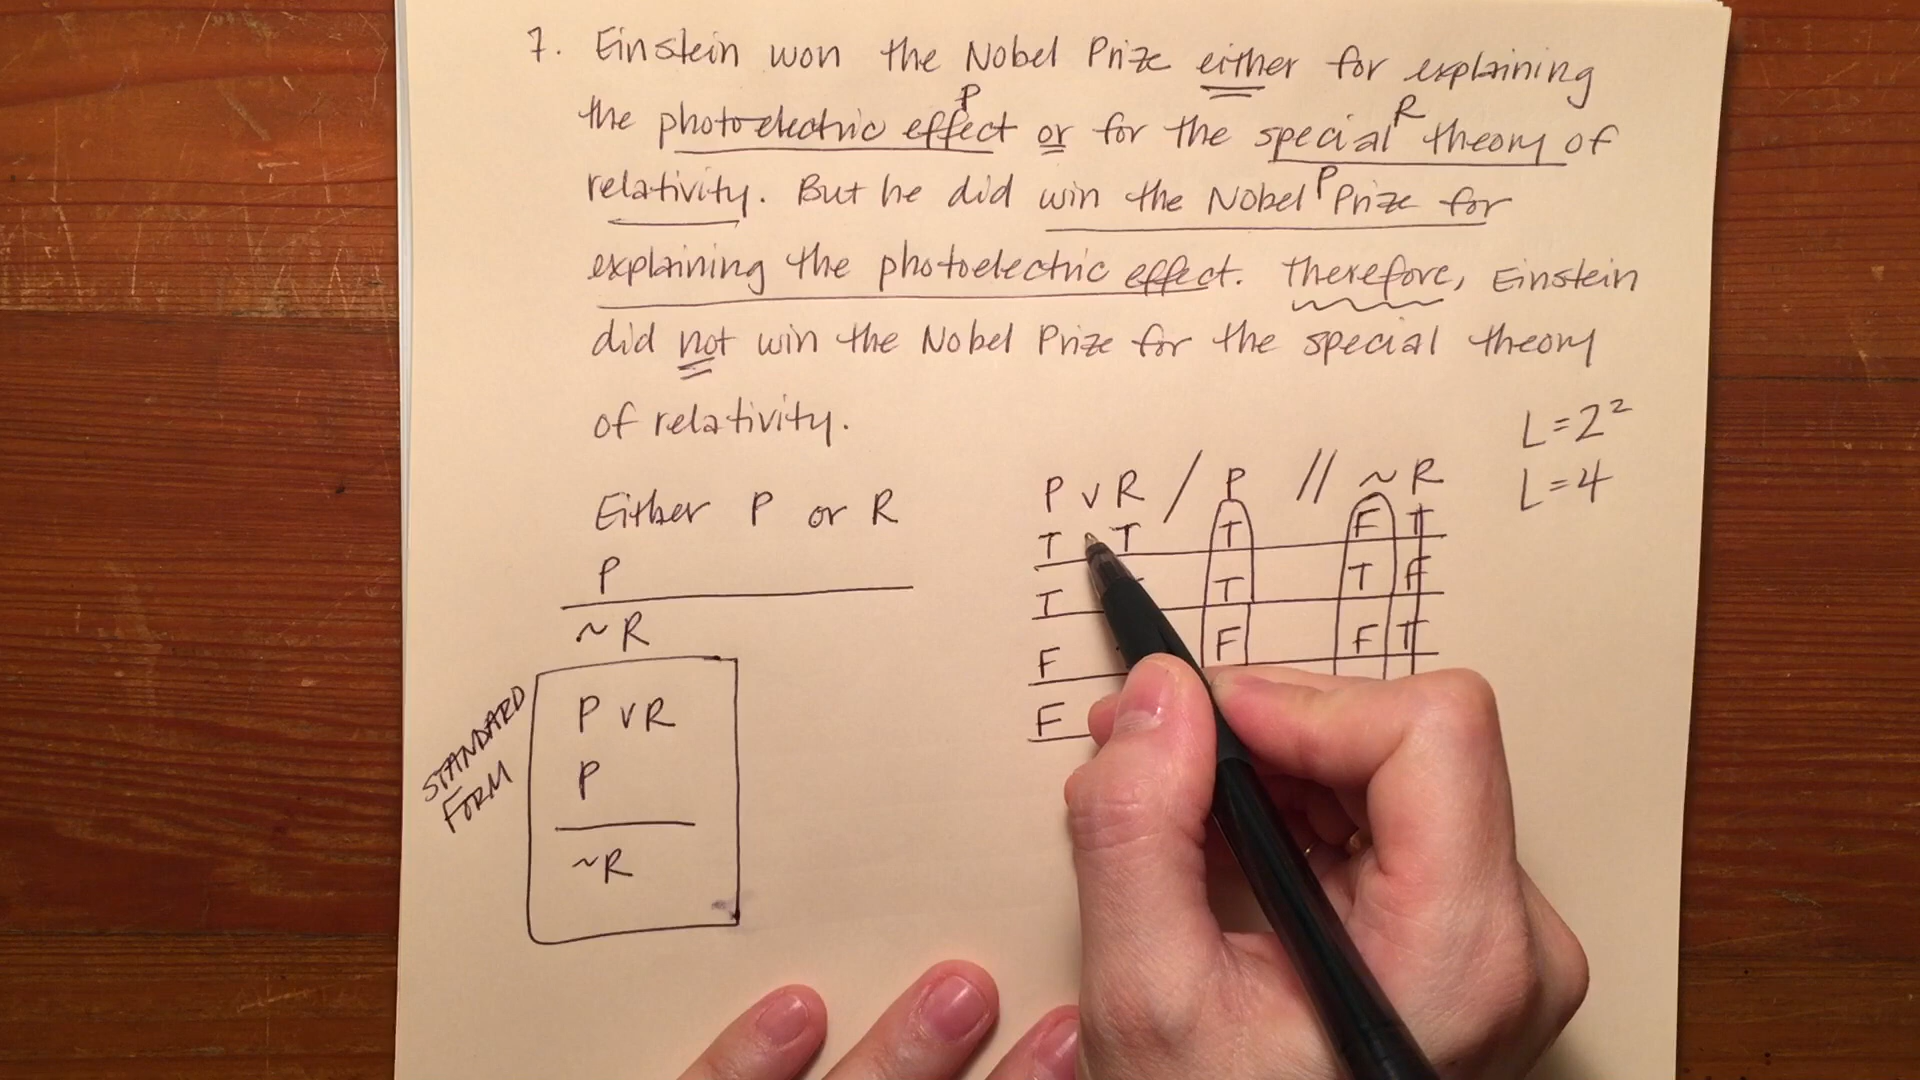 7. Einstein won the Nobel Prize either for explaining
the photoelectric effect or for the special theory of
relativity. But he did win the Nobel Prize for
explaining the photoelectric effect. Therefore, Einstein
did not win the Nobel Prize for the special theory
of relativity.
P
R
P
L=2²
L=4
Either P or R
P
~R
STANDARD
FORM
P v R
P
~R
P v R / P // ~ R
T T T F T
T T T F
F F F T
F